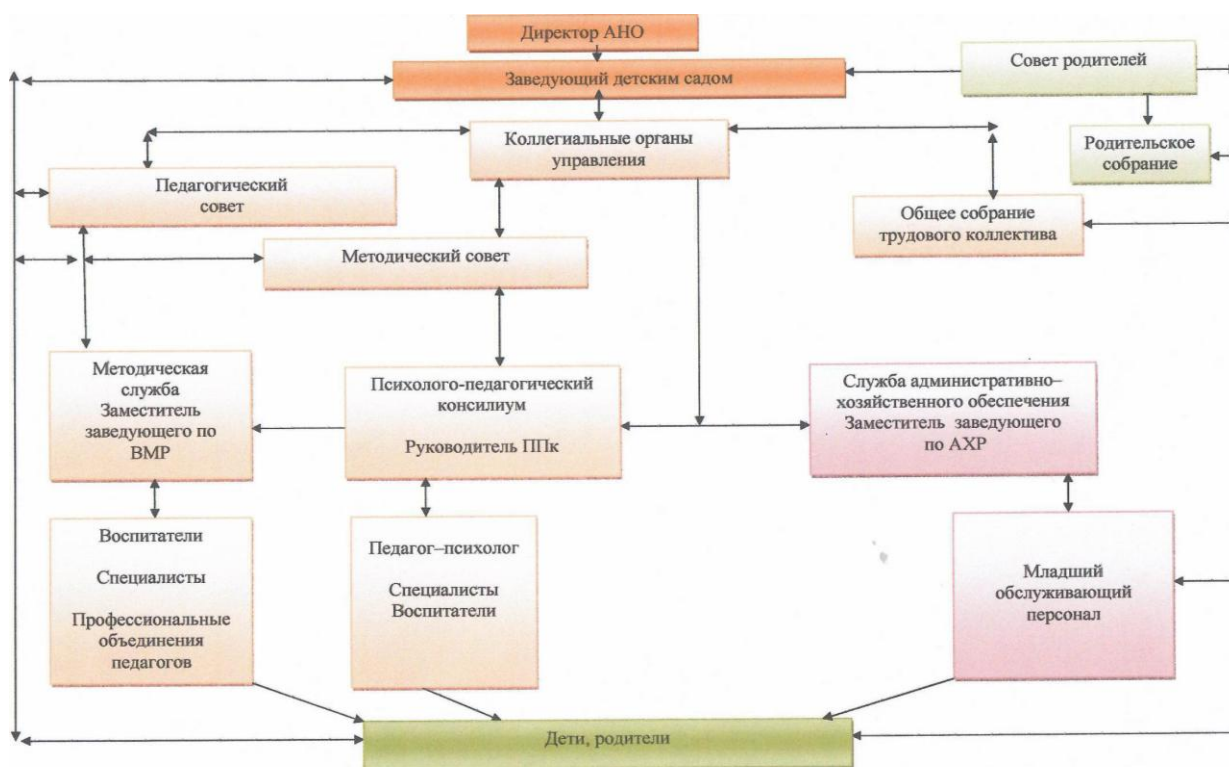 Директор АНО
Заведующий детским садом
Совет родителей
Коллегиальные органы
управления
Родительское
собрание
Педагогический
совет
Общее собрание
трудового коллектива
Методический совет
Методическая
служба
Заместитель
заведующего по
ВМР
Психолого-педагогический
консилиум
Руководитель ППк
Служба административно–
хозяйственного обеспечения
Заместитель заведующего
по АХР
Воспитатели
Специалисты
Профессиональные
объединения
педагогов
Педагог–психолог
Специалисты
Воспитатели
Младший
обслуживающий
персонал
Дети, родители